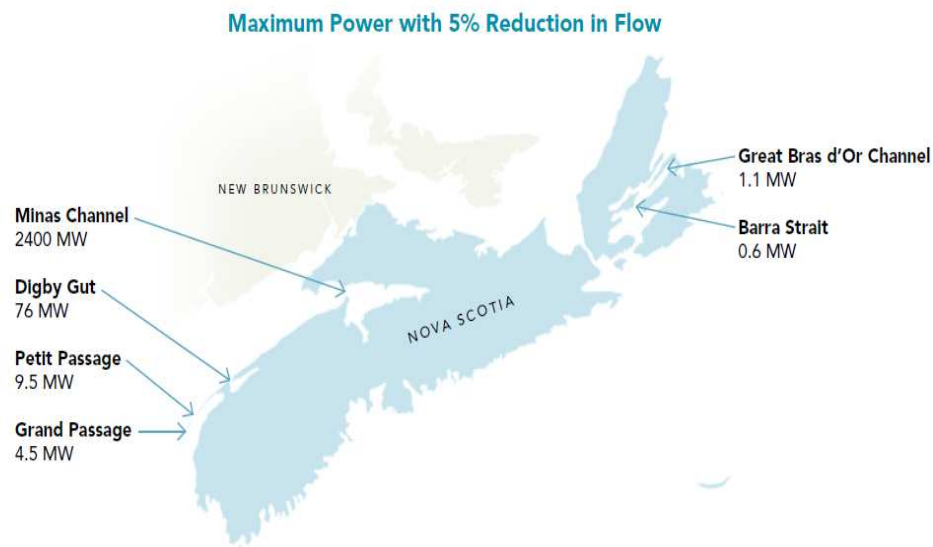 Maximum Power with 5% Reduction in Flow
NEW BRUNSWICK
Minas Channel
2400 MW
Digby Gut
76 MW
Petit Passage
9.5 MW
Grand Passage
4.5 MW
NOVA SCOTIA
Great Bras d’Or Channel
1.1 MW
Barra Strait
0.6 MW